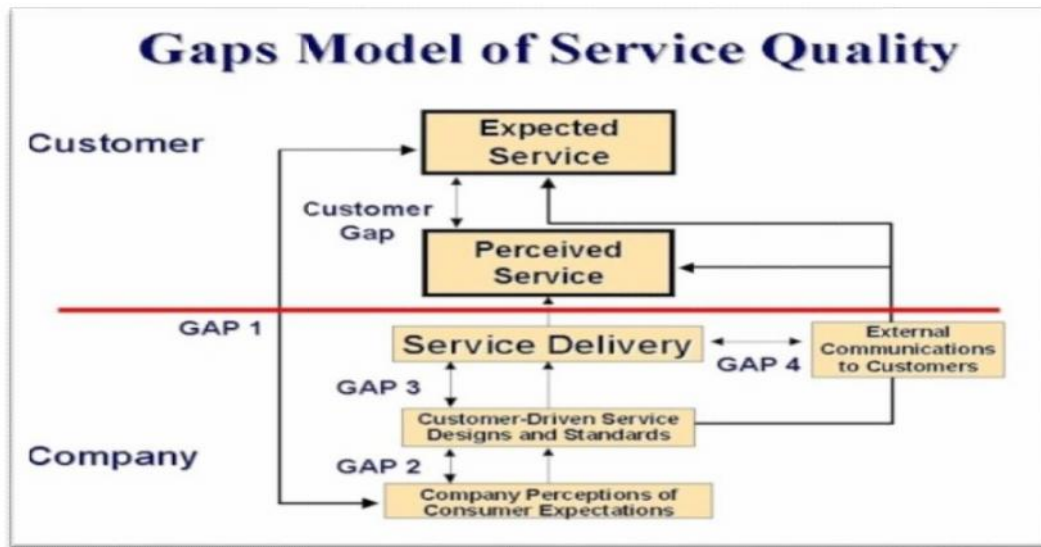 Gaps Model of Service Quality
Customer
Expected
Service
Customer
Gap
Perceived
Service
GAP 1
Service Delivery
GAP 4
External
Communications
to Customers
GAP 3
Customer-Driven Service
Designs and Standards
Company
GAP 2
Company Perceptions of
Consumer Expectations